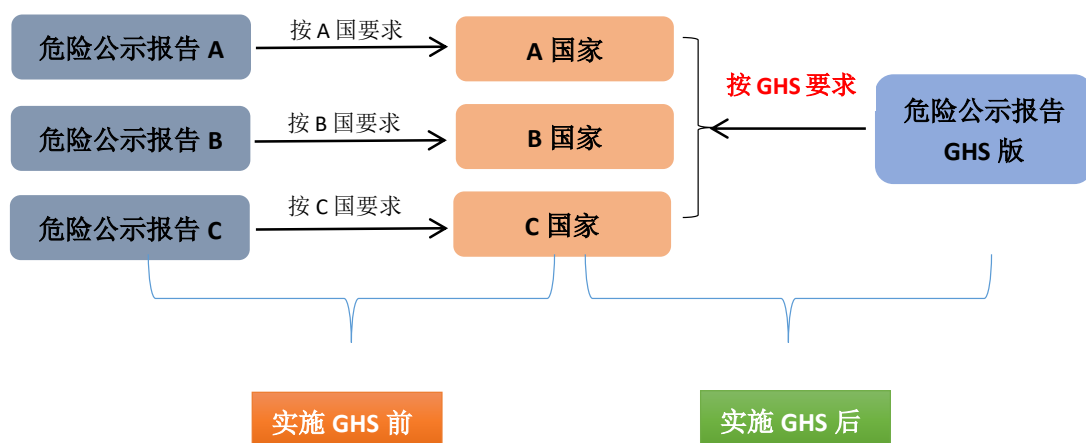 危险公示报告 A
按 A 国要求
A 国家
危险公示报告 B
按 B 国要求
B 国家
危险公示报告 C
按 C 国要求
C 国家
按 GHS 要求
危险公示报告
GHS 版
实施 GHS 前
实施 GHS 后